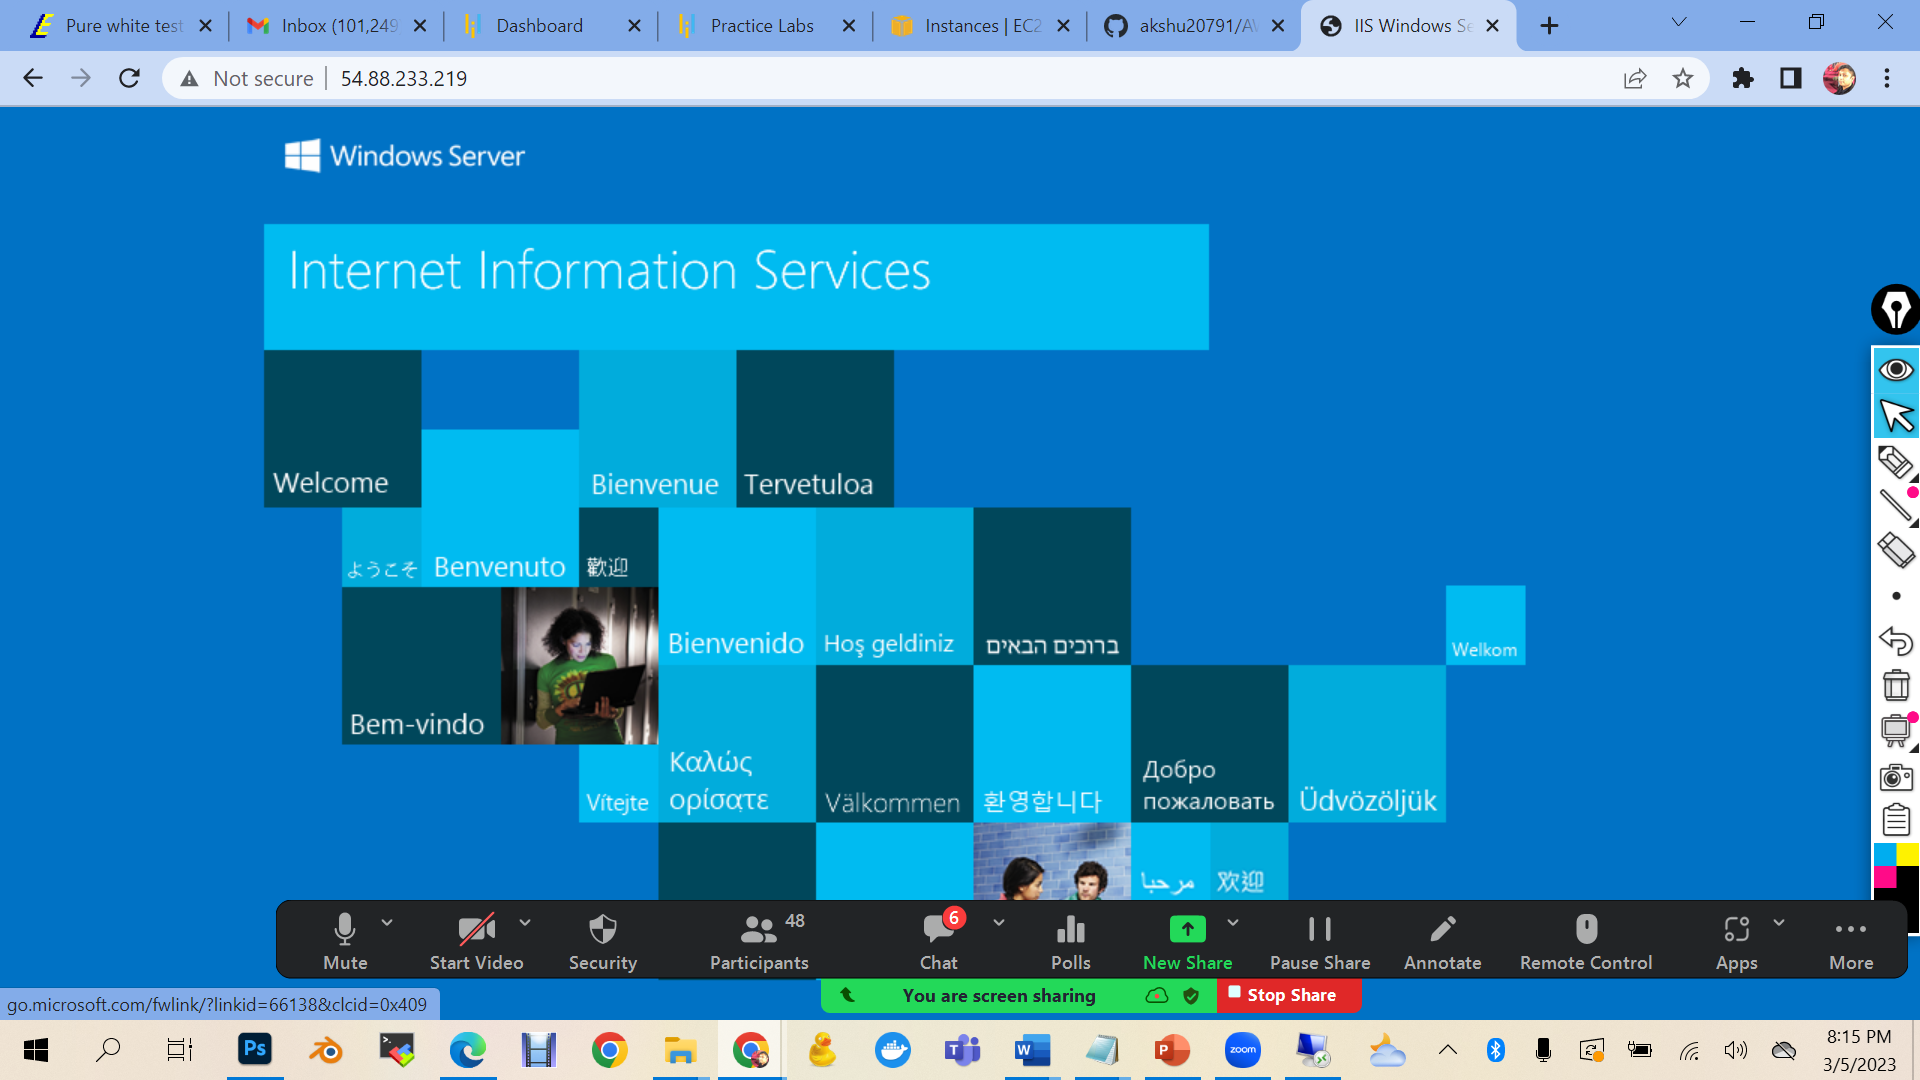 Pure white test
Inbox (101,249
Dashboard
Practice Labs
Instances | EC2
akshu20791/AW
IIS Windows Se
Not secure
54.88.233.219
Windows Server
Internet Information Services
Welcome
Bienvenue
Tervetuloa
ようこそ
Benvenuto
歡迎
Bienvenido
Hoş geldiniz
ברוכים הבאים
Welkom
Bem-vindo
Vítejte
Καλώς
ορίσατε
Välkommen
환영합니다
Добро
пожаловать
Üdvözöljük
مرحبا
欢迎
48
6
Mute
Start Video
Security
Participants
Chat
Polls
New Share
Pause Share
Annotate
Remote Control
Apps
More
You are screen sharing
Stop Share
go.microsoft.com/fwlink/?linkid=66138&clcid=0x409
Ps
W
P
zoom
8:15 PM
3/5/2023